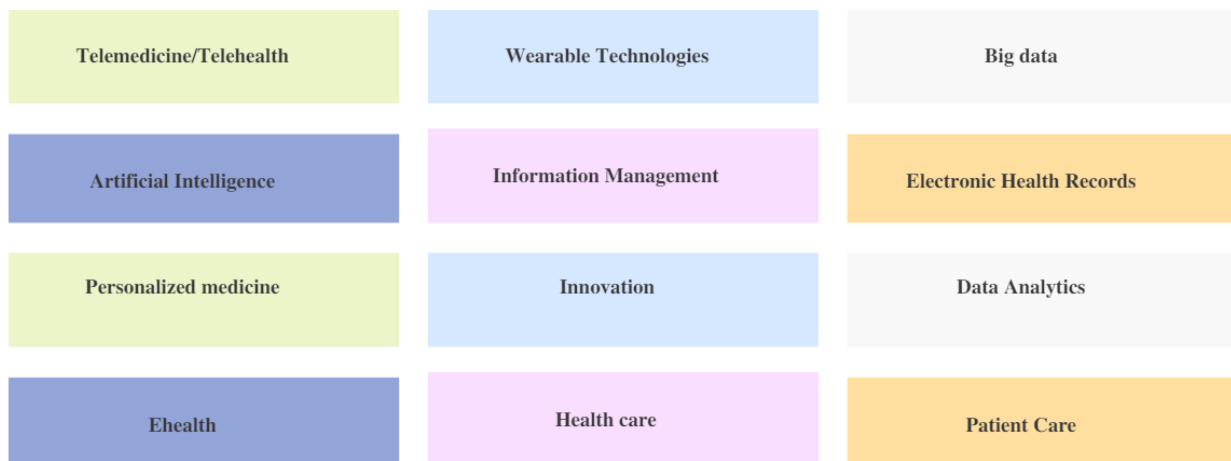 Telemedicine/Telehealth
Wearable Technologies
Big data
Artificial Intelligence
Information Management
Electronic Health Records
Personalized medicine
Innovation
Data Analytics
Ehealth
Health care
Patient Care